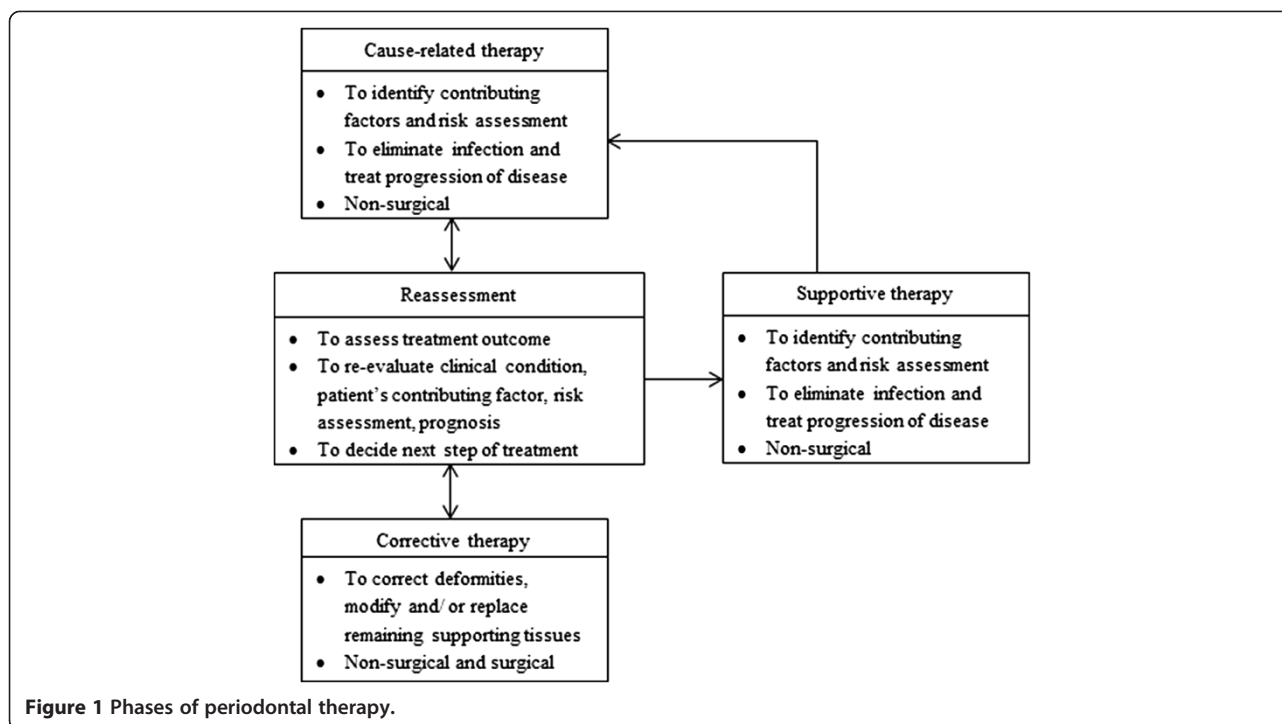 Cause-related therapy
● To identify contributing
factors and risk assessment
● To eliminate infection and
treat progression of disease
● Non-surgical
Reassessment
● To assess treatment outcome
● To re-evaluate clinical condition,
patient's contributing factor, risk
assessment, prognosis
● To decide next step of treatment
Supportive therapy
● To identify contributing
factors and risk assessment
● To eliminate infection and
treat progression of disease
● Non-surgical
Corrective therapy
● To correct deformities,
modify and/ or replace
remaining supporting tissues
● Non-surgical and surgical
Figure 1 Phases of periodontal therapy.